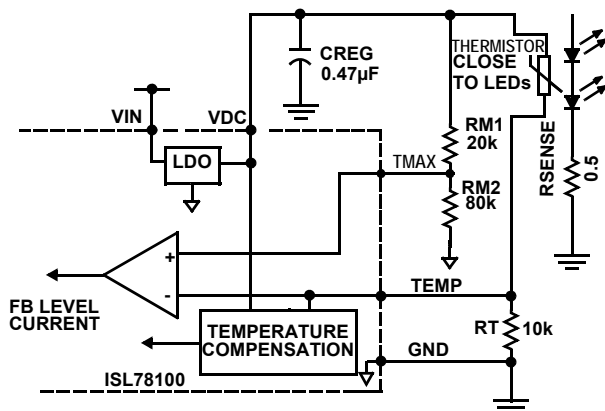 CREG
0.47µF
THERMISTOR
CLOSE
TO LEDs
VIN
VDC
LDO
TMAX
RM1
20k
RM2
80k
RSENSE
0.5
+
-
FB LEVEL
CURRENT
TEMPERATURE
COMPENSATION
TEMP
RT
10k
GND
ISL78100